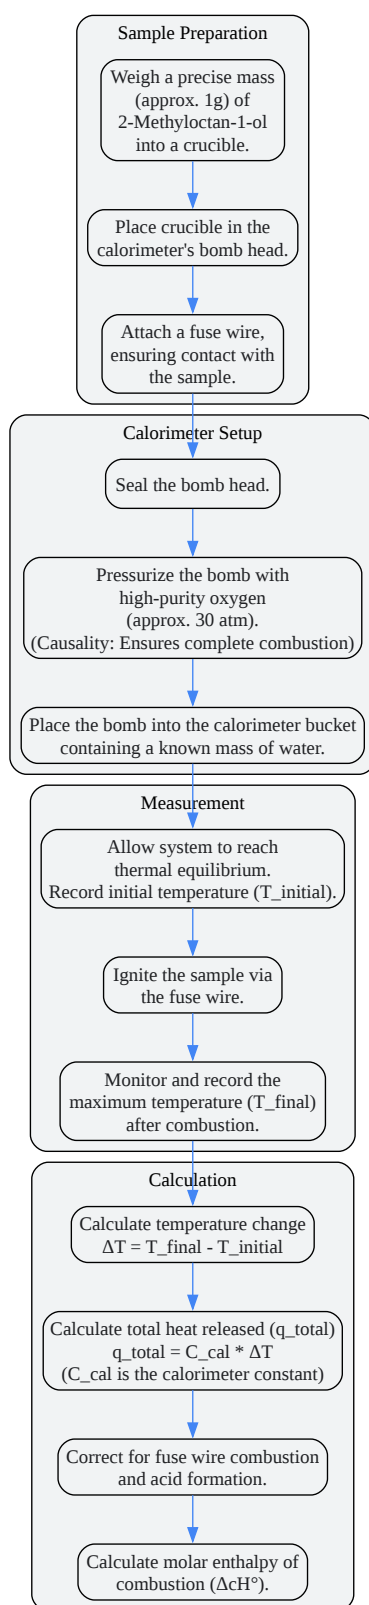 Sample Preparation
Weigh a precise mass
(approx. 1g) of
2-Methyloctan-1-ol
into a crucible.
Place crucible in the
calorimeter's bomb head.
Attach a fuse wire,
ensuring contact with
the sample.
Calorimeter Setup
Seal the bomb head.
Pressurize the bomb with
high-purity oxygen
(approx. 30 atm).
(Causality: Ensures complete combustion)
Place the bomb into the calorimeter bucket
containing a known mass of water.
Measurement
Allow system to reach
thermal equilibrium.
Record initial temperature (T_initial).
Ignite the sample via
the fuse wire.
Monitor and record the
maximum temperature (T_final)
after combustion.
Calculation
Calculate temperature change
ΔT = T_final - T_initial
Calculate total heat released (q_total)
q_total = C_cal * ΔT
(C_cal is the calorimeter constant)
Correct for fuse wire combustion
and acid formation.
Calculate molar enthalpy of
combustion (ΔcH°).